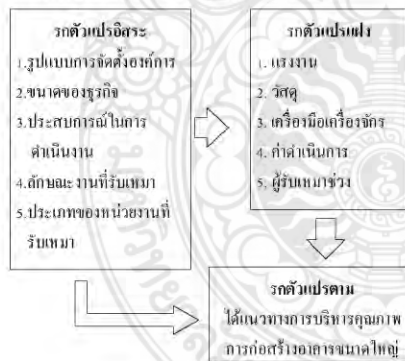 รกตัวแปรอิสระ
1.รูปแบบการจัดตั้งองค์การ
2.ขนาดของธุรกิจ
3.ประสบการณ์ในการ
ดำเนินงาน
4.ลักษณะงานที่รับเหมา
5.ประเภทของหน่วยงานที่
รับเหมา
รกตัวแปรแฝง
1. แรงงาน
2. วัสดุ
3. เครื่องมือเครื่องจักร
4. ค่าดำเนินการ
5. ผู้รับเหมาช่วง
รกตัวแปรตาม
ได้แนวทางการบริหารคุณภาพ
การก่อสร้างอาคารขนาดใหญ่